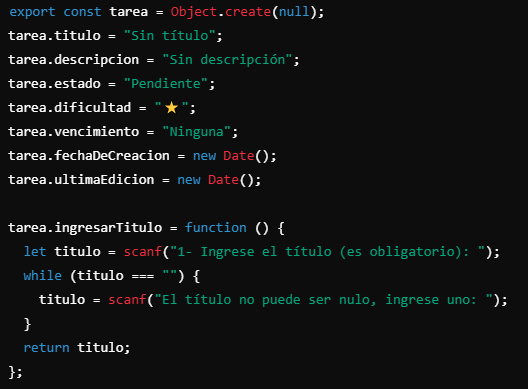 export const tarea = Object.create(null);
tarea.titulo = "Sin título";
tarea.descripcion = "Sin descripción";
tarea.estado = "Pendiente";
tarea.dificultad = "⭐";
tarea.vencimiento = "Ninguna";
tarea.fechaDeCreacion = new Date();
tarea.ultimaEdicion = new Date();

tarea.ingresarTitulo = function () {
  let titulo = scanf("1- Ingrese el título (es obligatorio): ");
  while (titulo === "") {
    titulo = scanf("El título no puede ser nulo, ingrese uno: ");
  }
  return titulo;
};